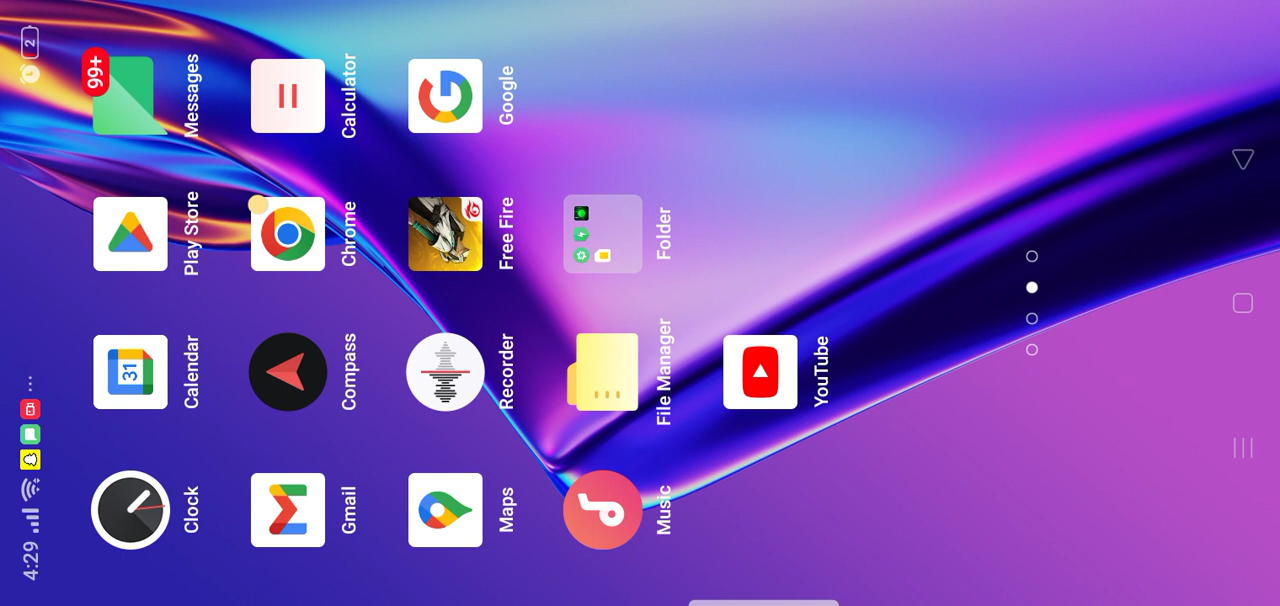 4:29
2
99+
31
Clock Calendar Play Store Messages
Gmail Compass Chrome Calculator
Maps Recorder Free Fire Google
Music File Manager Folder
YouTube